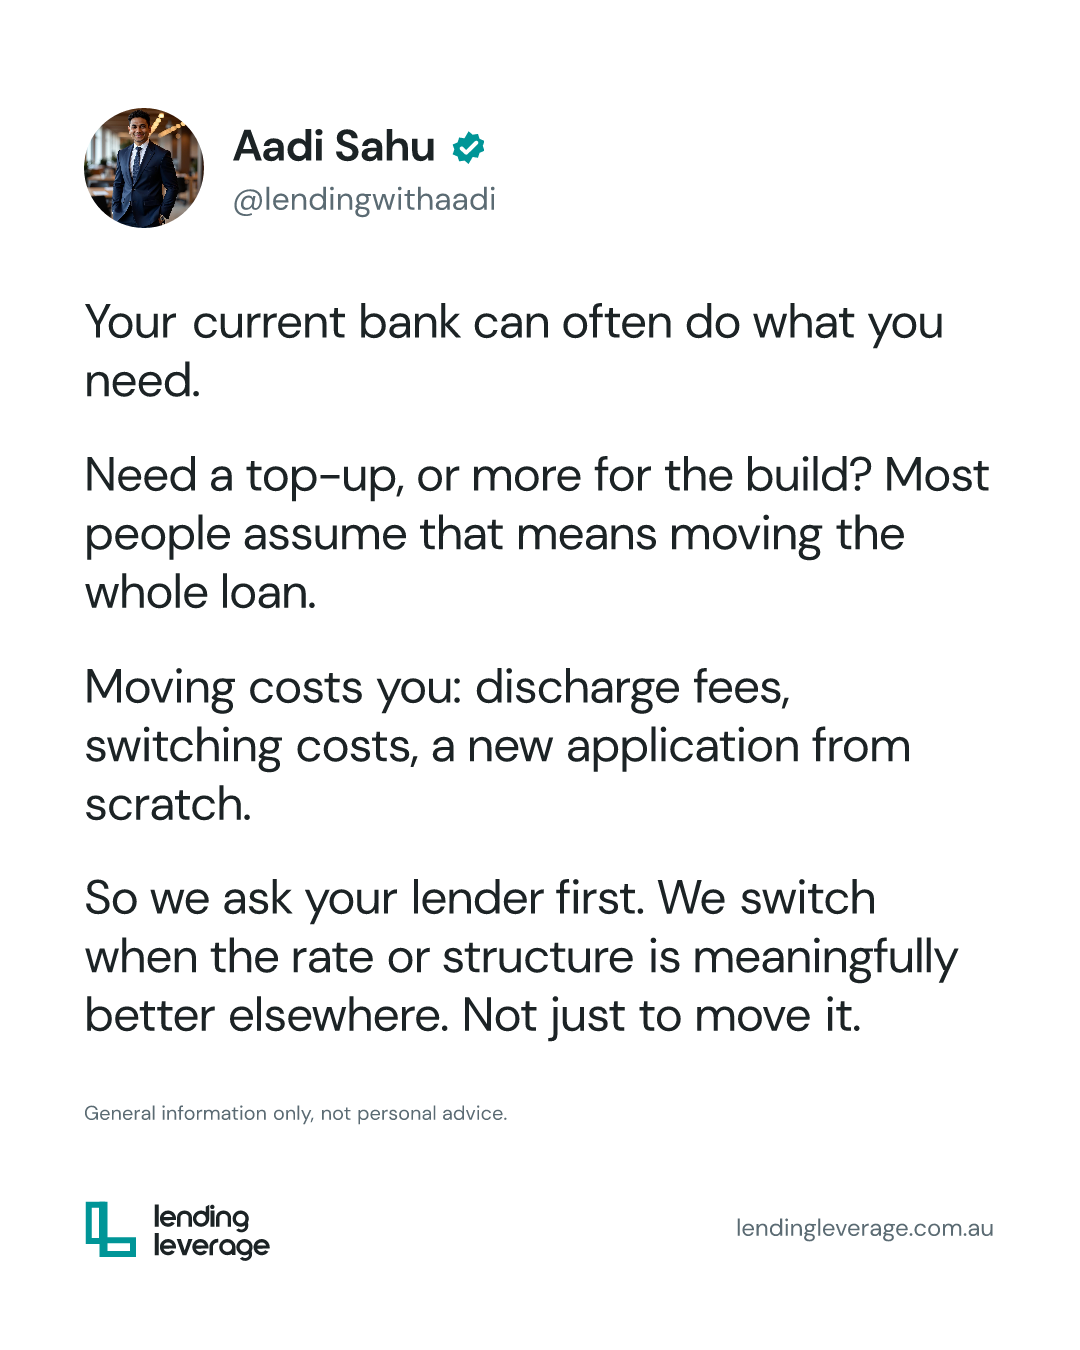 Aadi Sahu
@lendingwithaadi
Your current bank can often do what you
need.
Need a top-up, or more for the build? Most
people assume that means moving the
whole loan.
Moving costs you: discharge fees,
switching costs, a new application from
scratch.
So we ask your lender first. We switch
when the rate or structure is meaningfully
better elsewhere. Not just to move it.
General information only, not personal advice.
lending
leverage
lendingleverage.com.au